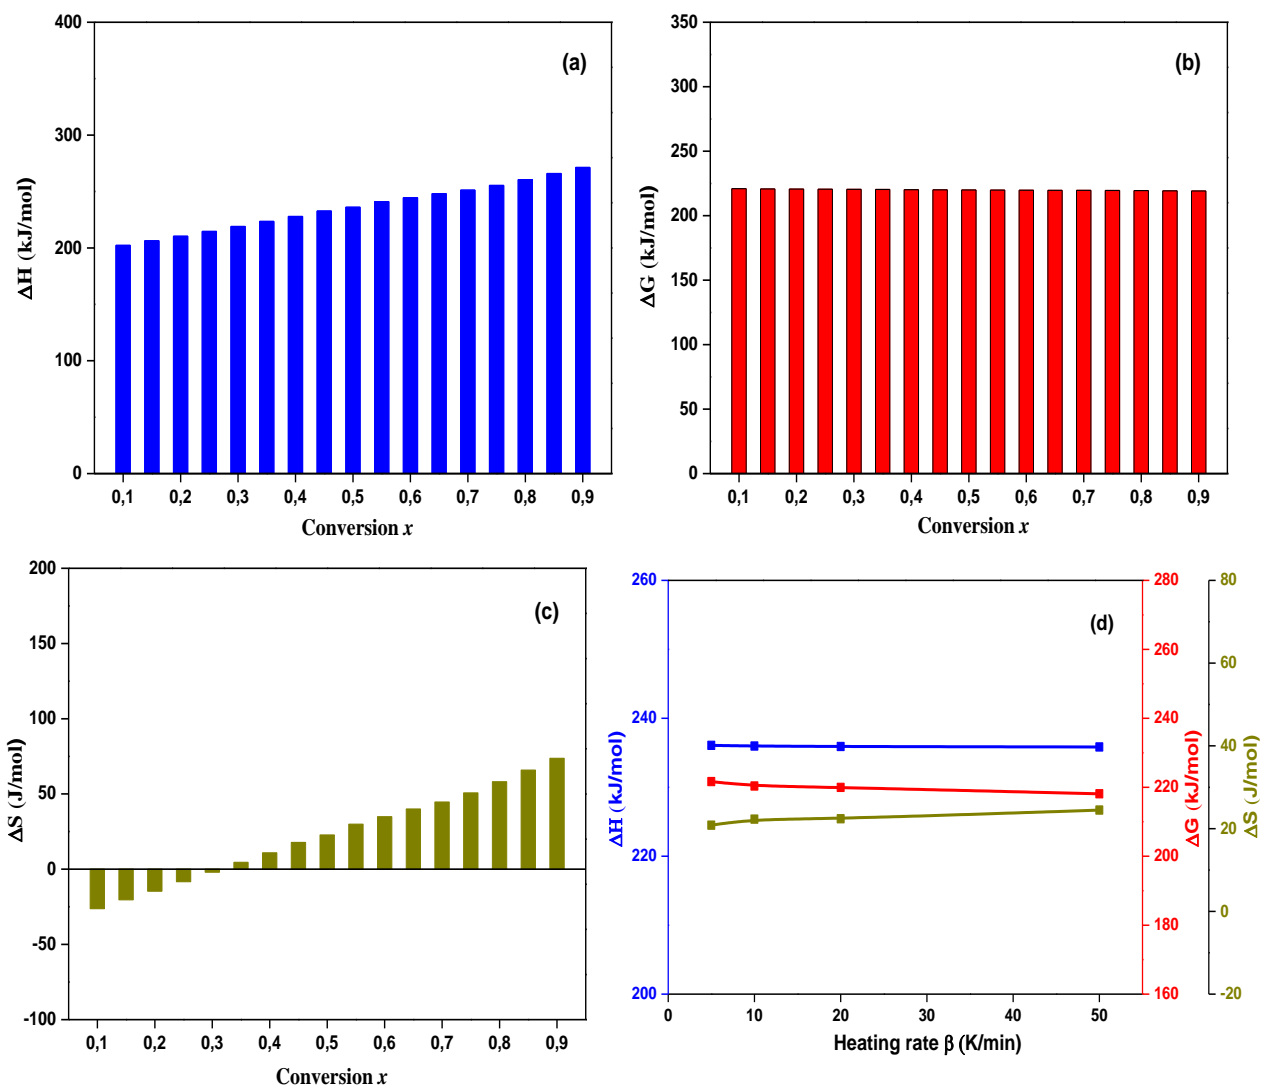 (a)
ΔH (kJ/mol)
400
300
200
100
0
0,1 0,2 0,3 0,4 0,5 0,6 0,7 0,8 0,9
Conversion x
(b)
ΔG (kJ/mol)
350
300
250
200
150
100
50
0
0,1 0,2 0,3 0,4 0,5 0,6 0,7 0,8 0,9
Conversion x
(c)
ΔS (J/mol)
200
150
100
50
0
-50
-100
0,1 0,2 0,3 0,4 0,5 0,6 0,7 0,8 0,9
Conversion x
(d)
ΔH (kJ/mol)
260
240
220
200
0 10 20 30 40 50
Heating rate β (K/min)
ΔG (kJ/mol)
280
260
240
220
200
180
160
ΔS (J/mol)
80
60
40
20
0
-20